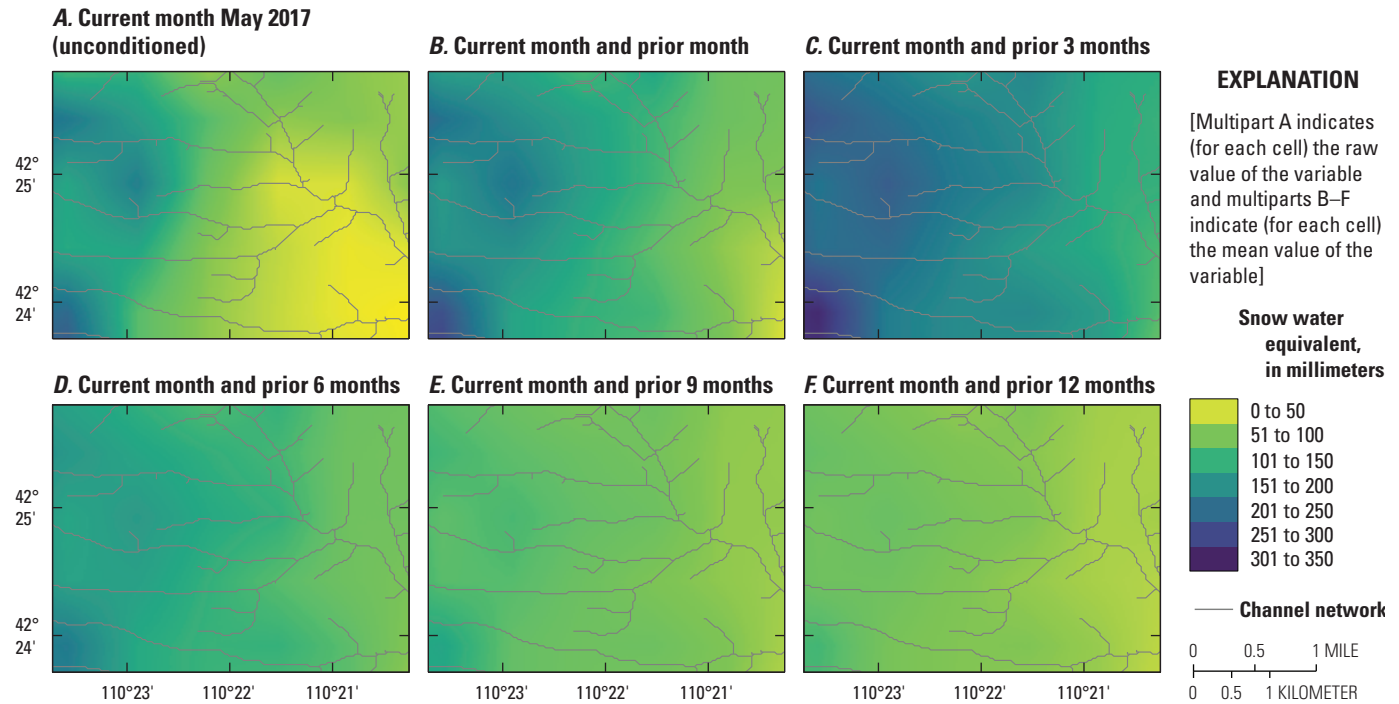 A. Current month May 2017
(unconditioned)
B. Current month and prior month
C. Current month and prior 3 months
42°
25'
42°
24'
D. Current month and prior 6 months
E. Current month and prior 9 months
F. Current month and prior 12 months
42°
25'
42°
24'
110°23'
110°22'
110°21'
110°23'
110°22'
110°21'
110°23'
110°22'
110°21'
EXPLANATION
[Multipart A indicates
(for each cell) the raw
value of the variable
and multiparts B–F
indicate (for each cell)
the mean value of the
variable]
Snow water
equivalent,
in millimeters
0 to 50
51 to 100
101 to 150
151 to 200
201 to 250
251 to 300
301 to 350
Channel network
0 0.5 1 MILE
0 0.5 1 KILOMETER